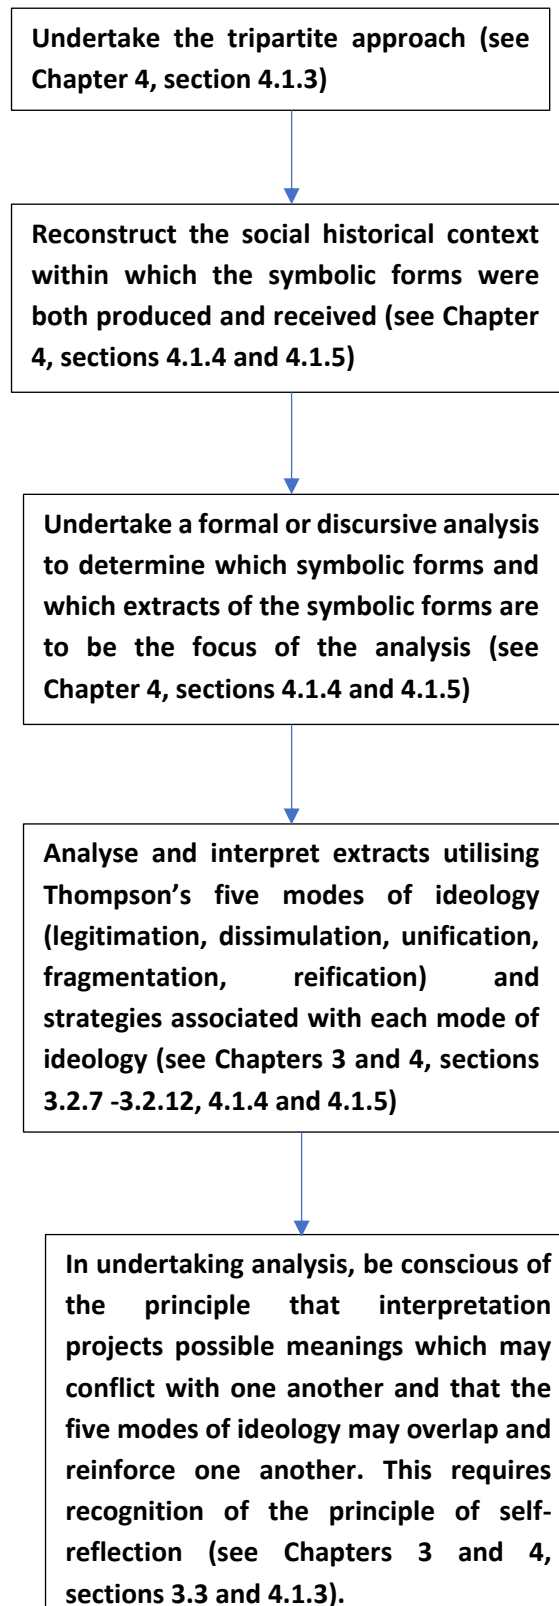 Undertake the tripartite approach (see
Chapter 4, section 4.1.3)
Reconstruct the social historical context
within which the symbolic forms were
both produced and received (see Chapter
4, sections 4.1.4 and 4.1.5)
Undertake a formal or discursive analysis
to determine which symbolic forms and
which extracts of the symbolic forms are
to be the focus of the analysis (see
Chapter 4, sections 4.1.4 and 4.1.5)
Analyse and interpret extracts utilising
Thompson’s five modes of ideology
(legitimation, dissimulation, unification,
fragmentation, reification) and
strategies associated with each mode of
ideology (see Chapters 3 and 4, sections
3.2.7 -3.2.12, 4.1.4 and 4.1.5)
In undertaking analysis, be conscious of
the principle that interpretation
projects possible meanings which may
conflict with one another and that the
five modes of ideology may overlap and
reinforce one another. This requires
recognition of the principle of self-
reflection (see Chapters 3 and 4,
sections 3.3 and 4.1.3).